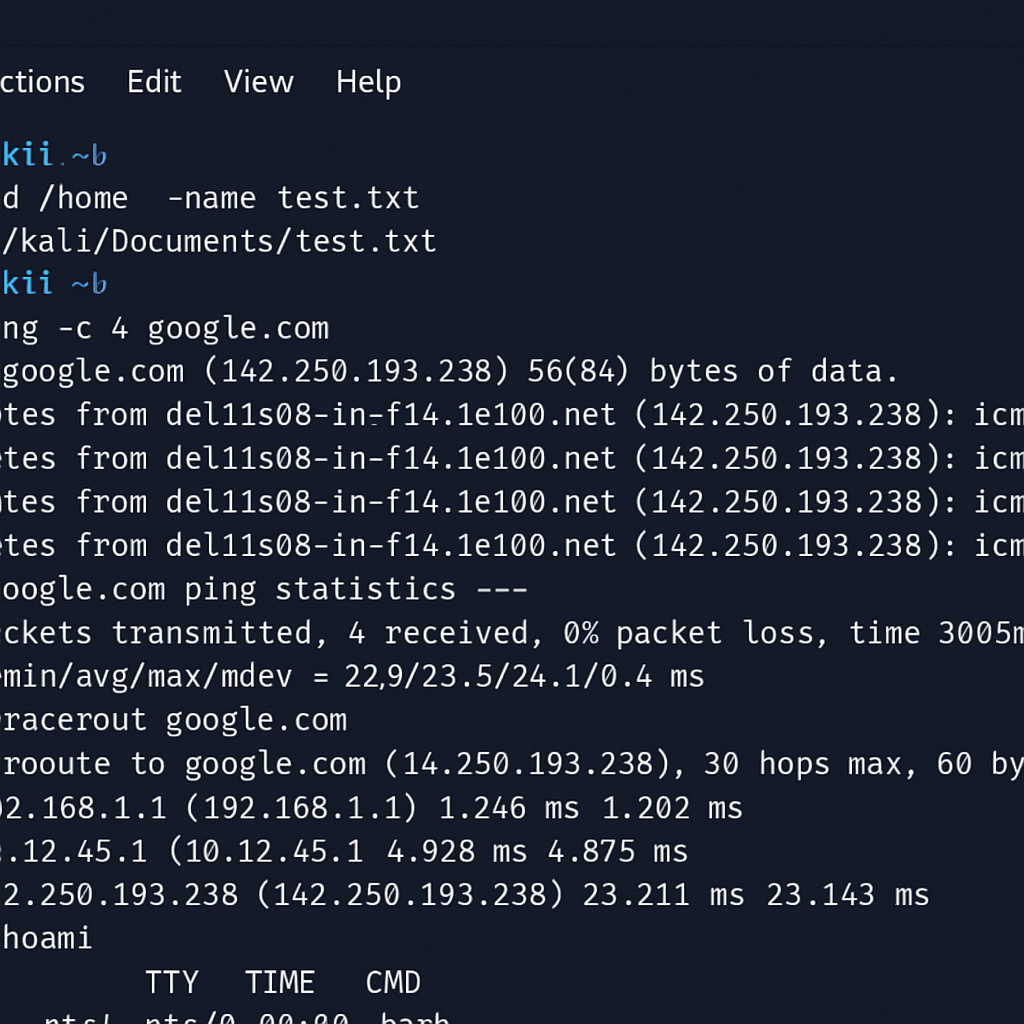 ctions Edit View Help
kii.~b
d /home -name test.txt
/kali/Documents/test.txt
kii ~b
ng -c 4 google.com
google.com (142.250.193.238) 56(84) bytes of data.
tes from del11s08-in-f14.1e100.net (142.250.193.238): icm
etes from del11s08-in-f14.1e100.net (142.250.193.238): icm
tes from del11s08-in-f14.1e100.net (142.250.193.238): icm
etes from del11s08-in-f14.1e100.net (142.250.193.238): icm
oogle.com ping statistics ---
ckets transmitted, 4 received, 0% packet loss, time 3005m
min/avg/max/mdev = 22,9/23.5/24.1/0.4 ms
racerout google.com
rooute to google.com (14.250.193.238), 30 hops max, 60 by
2.168.1.1 (192.168.1.1) 1.246 ms 1.202 ms
.12.45.1 (10.12.45.1 4.928 ms 4.875 ms
2.250.193.238 (142.250.193.238) 23.211 ms 23.143 ms
hoami
TTY TIME CMD